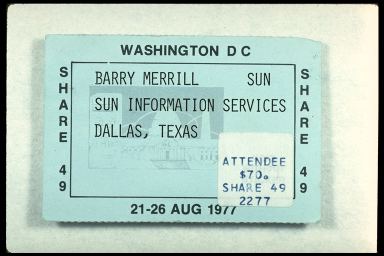 WASHINGTON D C
SHARE 49
BARRY MERRILL SUN
SUN INFORMATION SERVICES
DALLAS, TEXAS
ATTENDEE
$70.
SHARE 49
2277
SHARE 49
21-26 AUG 1977